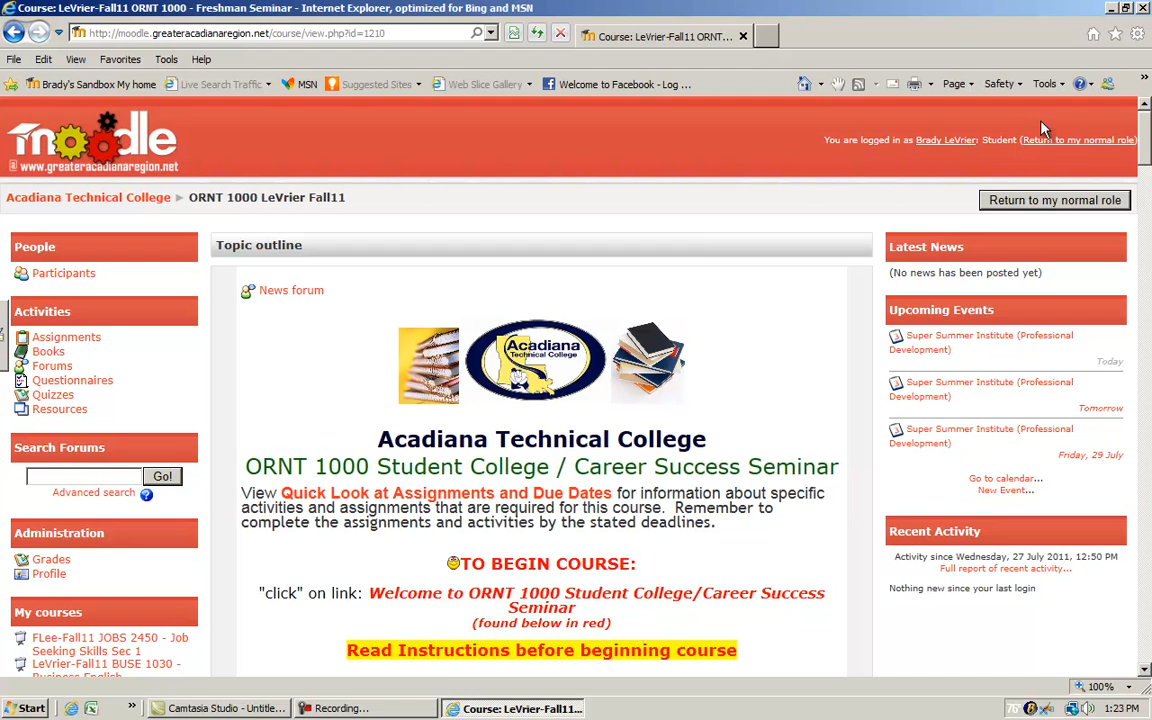 Course: LeVrier-Fall11 ORNT 1000 - Freshman Seminar - Internet Explorer, optimized for Bing and MSN
http://moodle.greateracadianaregion.net/course/view.php?id=1210
Course: LeVrier-Fall11 ORNT...
File Edit View Favorites Tools Help
Brady's Sandbox My home Live Search Traffic MSN Suggested Sites Web Slice Gallery Welcome to Facebook - Log ...
Page Safety Tools
moodle
www.greateracadianaregion.net
You are logged in as Brady LeVrier: Student (Return to my normal role)
Acadiana Technical College ► ORNT 1000 LeVrier Fall11
Return to my normal role
People
Participants
Activities
Assignments
Books
Forums
Questionnaires
Quizzes
Resources
Search Forums
Go!
Advanced search
Administration
Grades
Profile
My courses
FLee-Fall11 JOBS 2450 - Job
Seeking Skills Sec 1
LeVrier-Fall11 BUSE 1030 -
Business English
Topic outline
News forum
Acadiana
Technical College
Acadiana Technical College
ORNT 1000 Student College / Career Success Seminar
View Quick Look at Assignments and Due Dates for information about specific
activities and assignments that are required for this course. Remember to
complete the assignments and activities by the stated deadlines.
TO BEGIN COURSE:
"click" on link: Welcome to ORNT 1000 Student College/Career Success
Seminar
(found below in red)
Read Instructions before beginning course
Latest News
(No news has been posted yet)
Upcoming Events
Super Summer Institute (Professional
Development)
Today
Super Summer Institute (Professional
Development)
Tomorrow
Super Summer Institute (Professional
Development)
Friday, 29 July
Go to calendar...
New Event...
Recent Activity
Activity since Wednesday, 27 July 2011, 12:50 PM
Full report of recent activity...
Nothing new since your last login
100%
Start
Camtasia Studio - Untitle...
Recording...
Course: LeVrier-Fall11...
76°
1:23 PM